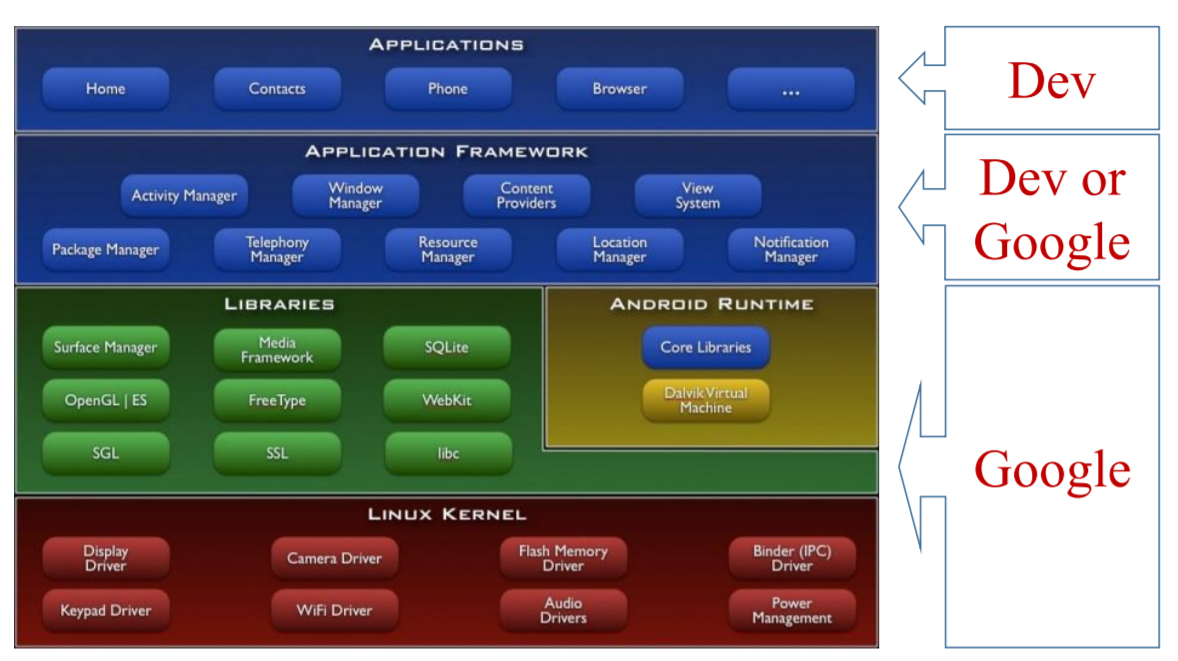 APPLICATIONS
Home
Contacts
Phone
Browser
...
Dev
APPLICATION FRAMEWORK
Activity Manager
Window
Manager
Content
Providers
View
System
Package Manager
Telephony
Manager
Resource
Manager
Location
Manager
Notification
Manager
Dev or
Google
LIBRARIES
Surface Manager
Media
Framework
SQLite
OpenGL | ES
FreeType
WebKit
SGL
SSL
libc
ANDROID RUNTIME
Core Libraries
Dalvik Virtual
Machine
Google
LINUX KERNEL
Display
Driver
Camera Driver
Flash Memory
Driver
Binder (IPC)
Driver
Keypad Driver
WiFi Driver
Audio
Drivers
Power
Management